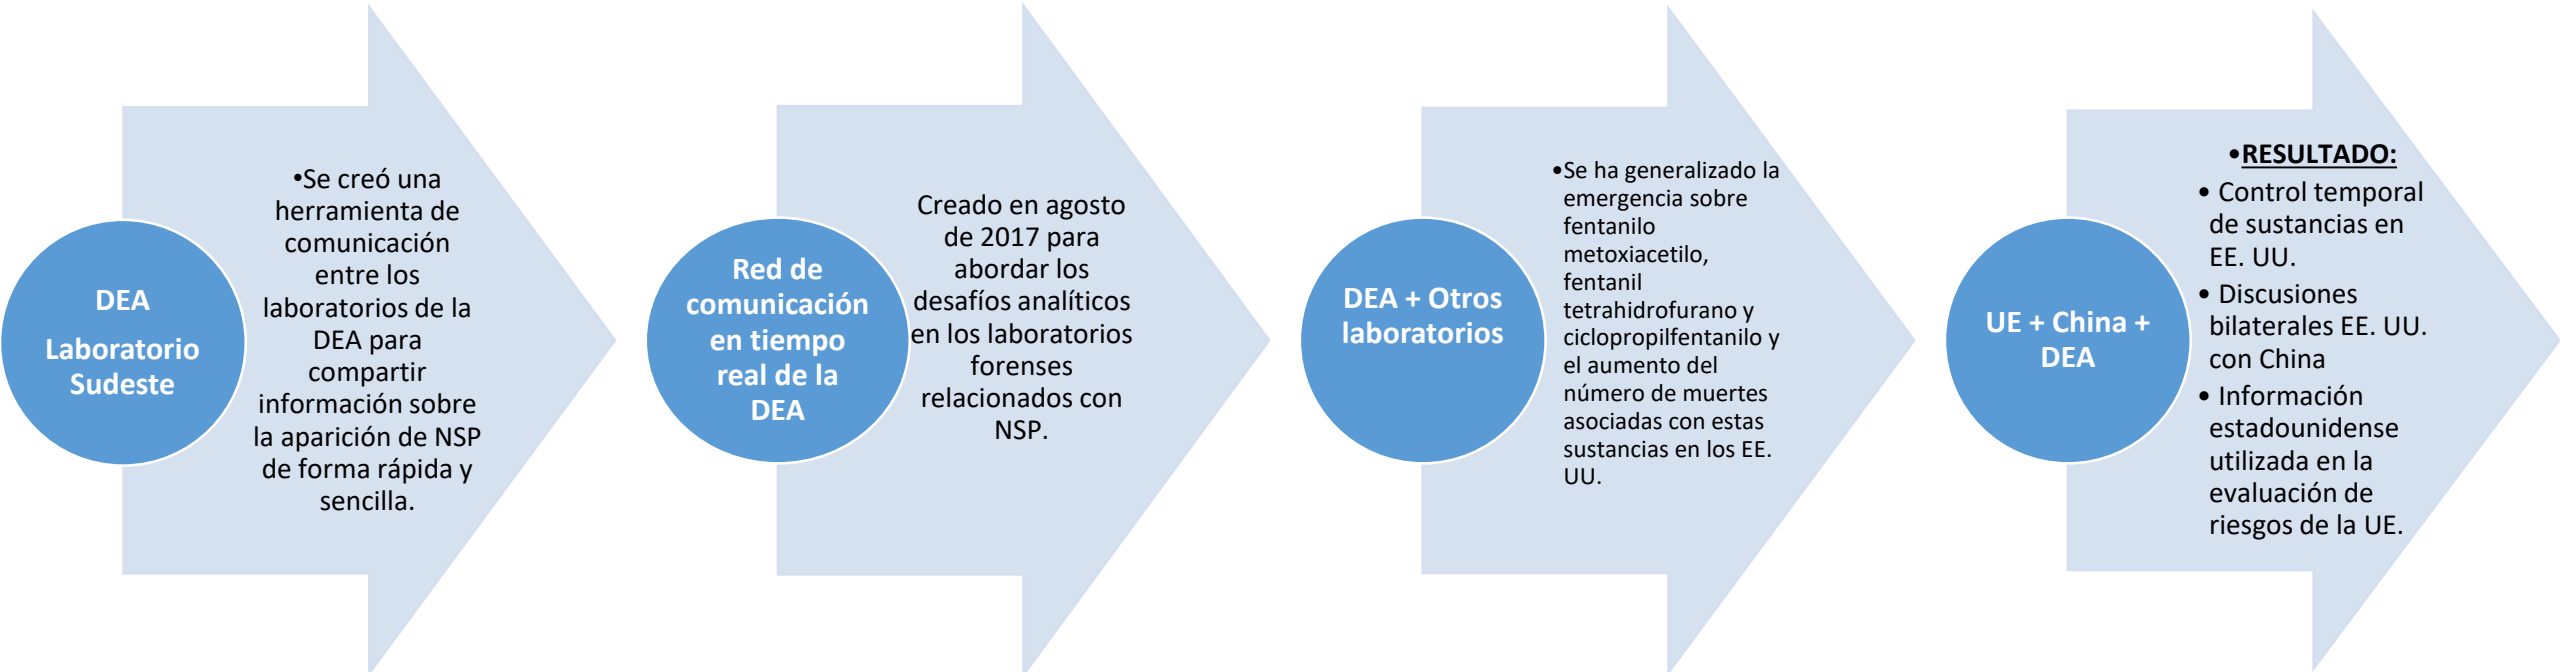 DEA
Laboratorio
Sudeste
•Se creó una
herramienta de
comunicación
entre los
laboratorios de la
DEA para
compartir
información sobre
la aparición de NSP
de forma rápida y
sencilla.
Red de
comunicación
en tiempo
real de la
DEA
Creado en agosto
de 2017 para
abordar los
desafíos analíticos
en los laboratorios
forenses
relacionados con
NSP.
DEA + Otros
laboratorios
•Se ha generalizado la
emergencia sobre
fentanilo
metoxiacetilo,
fentanil
tetrahidrofurano y
ciclopropilfentanilo y
el aumento del
número de muertes
asociadas con estas
sustancias en los EE.
UU.
UE + China +
DEA
•RESULTADO:
• Control temporal
de sustancias en
EE. UU.
• Discusiones
bilaterales EE. UU.
con China
• Información
estadounidense
utilizada en la
evaluación de
riesgos de la UE.